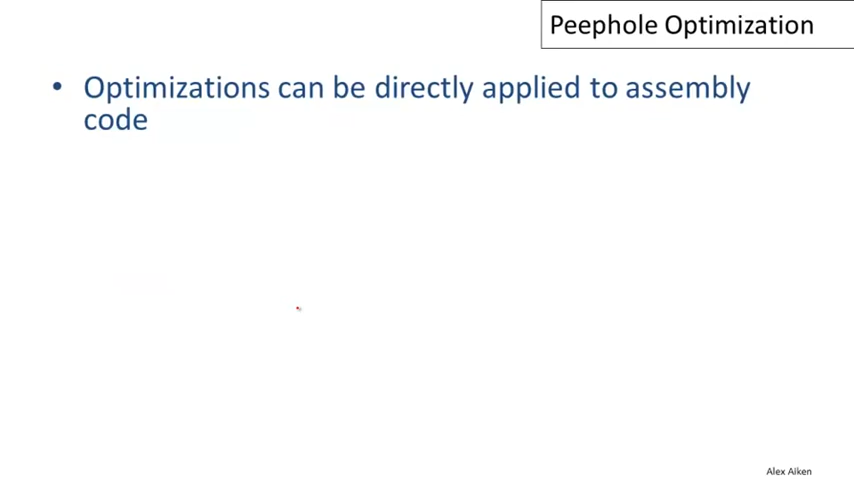 Peephole Optimization
• Optimizations can be directly applied to assembly
code
Alex Aiken